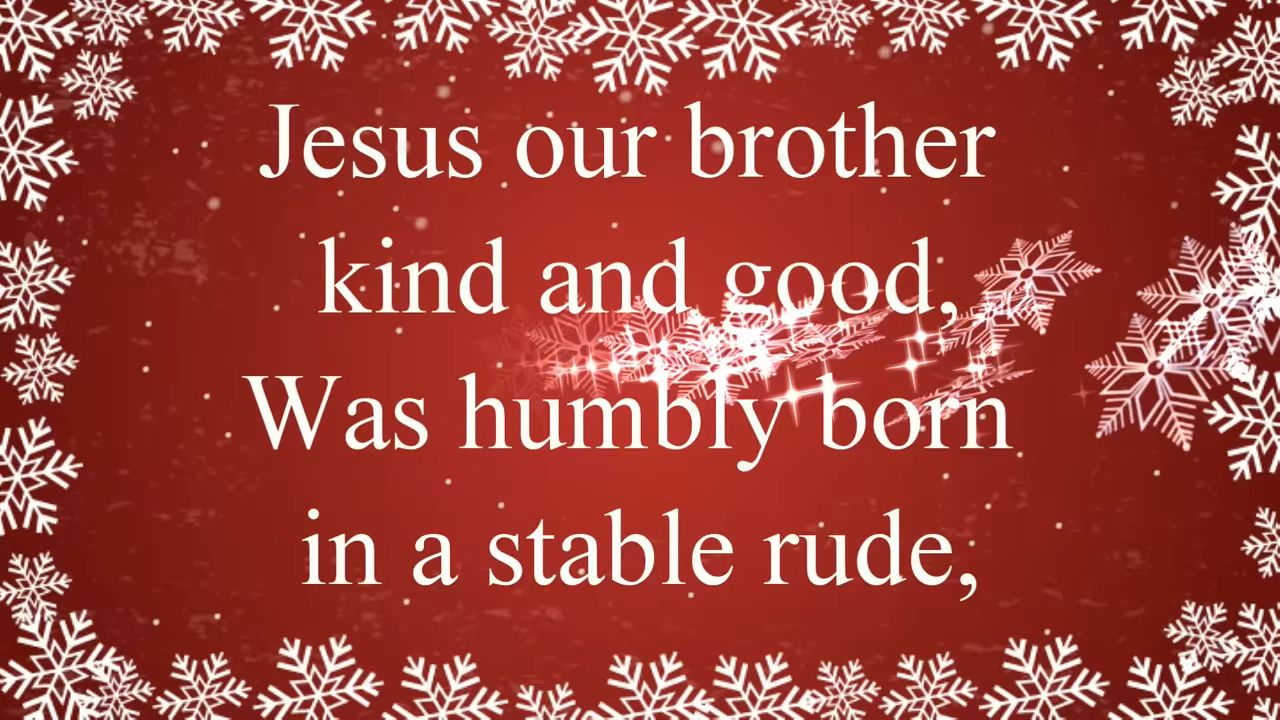 Jesus our brother
kind and good,
Was humbly born
in a stable rude,